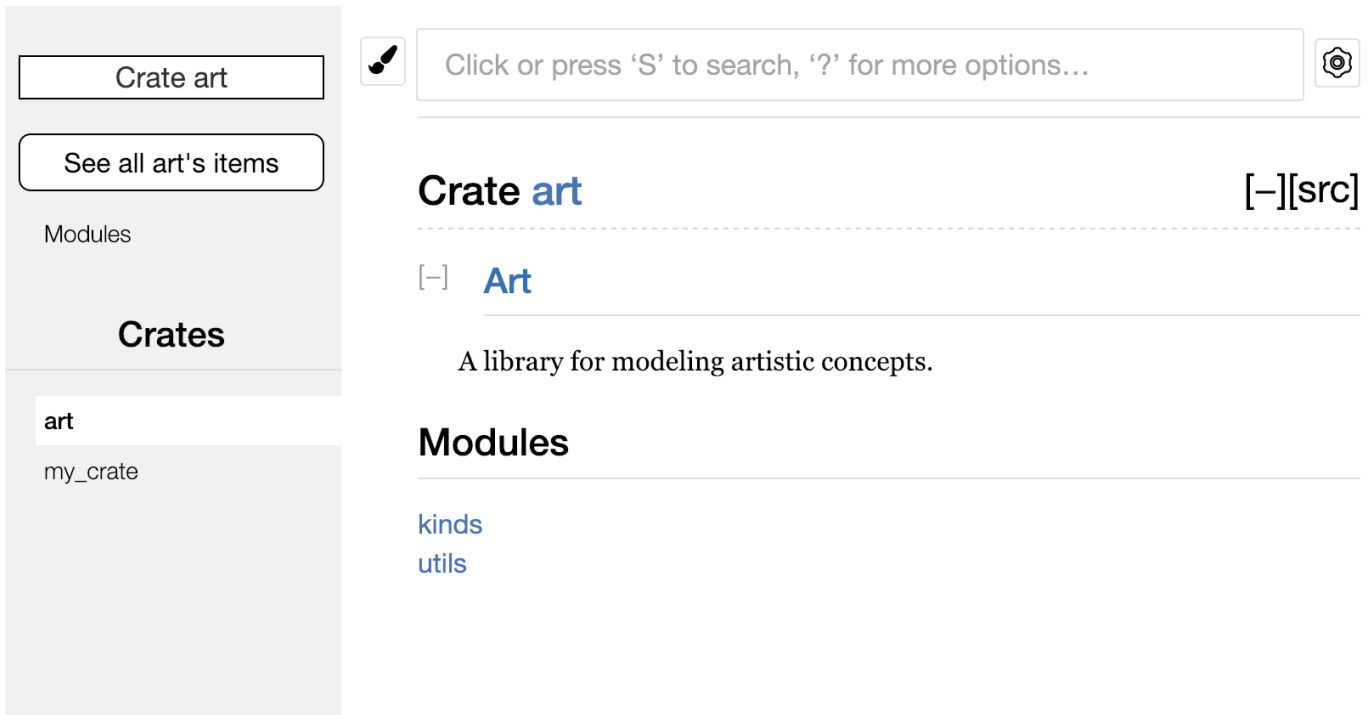 Crate art
See all art's items
Modules
Crates
art
my_crate
Click or press ‘S’ to search, ‘?’ for more options…
Crate art
[−][src]
[−] Art
A library for modeling artistic concepts.
Modules
kinds
utils